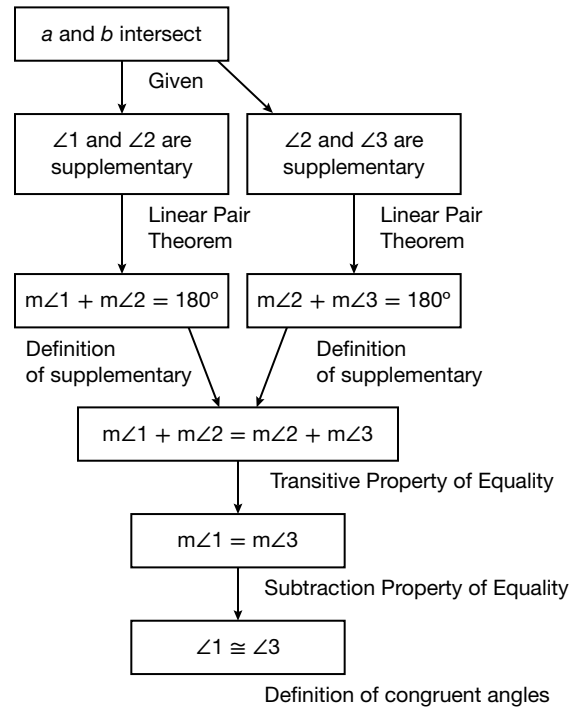 a and b intersect
Given
∠1 and ∠2 are
supplementary
∠2 and ∠3 are
supplementary
Linear Pair
Theorem
Linear Pair
Theorem
m∠1 + m∠2 = 180º
m∠2 + m∠3 = 180º
Definition
of supplementary
Definition
of supplementary
m∠1 + m∠2 = m∠2 + m∠3
Transitive Property of Equality
m∠1 = m∠3
Subtraction Property of Equality
∠1 ≅ ∠3
Definition of congruent angles